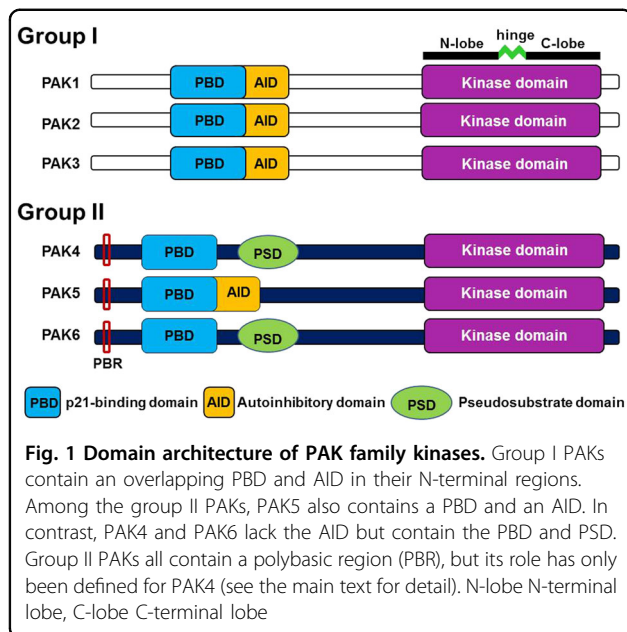 Group I
N-lobe hinge C-lobe
PAK1 PBD AID Kinase domain
PAK2 PBD AID Kinase domain
PAK3 PBD AID Kinase domain
Group II
PAK4 PBD PSD Kinase domain
PAK5 PBD AID Kinase domain
PAK6 PBD PSD Kinase domain
PBR
PBD p21-binding domain AID Autoinhibitory domain PSD Pseudosubstrate domain
Fig. 1 Domain architecture of PAK family kinases. Group I PAKs
contain an overlapping PBD and AID in their N-terminal regions.
Among the group II PAKs, PAK5 also contains a PBD and an AID. In
contrast, PAK4 and PAK6 lack the AID but contain the PBD and PSD.
Group II PAKs all contain a polybasic region (PBR), but its role has only
been defined for PAK4 (see the main text for detail). N-lobe N-terminal
lobe, C-lobe C-terminal lobe